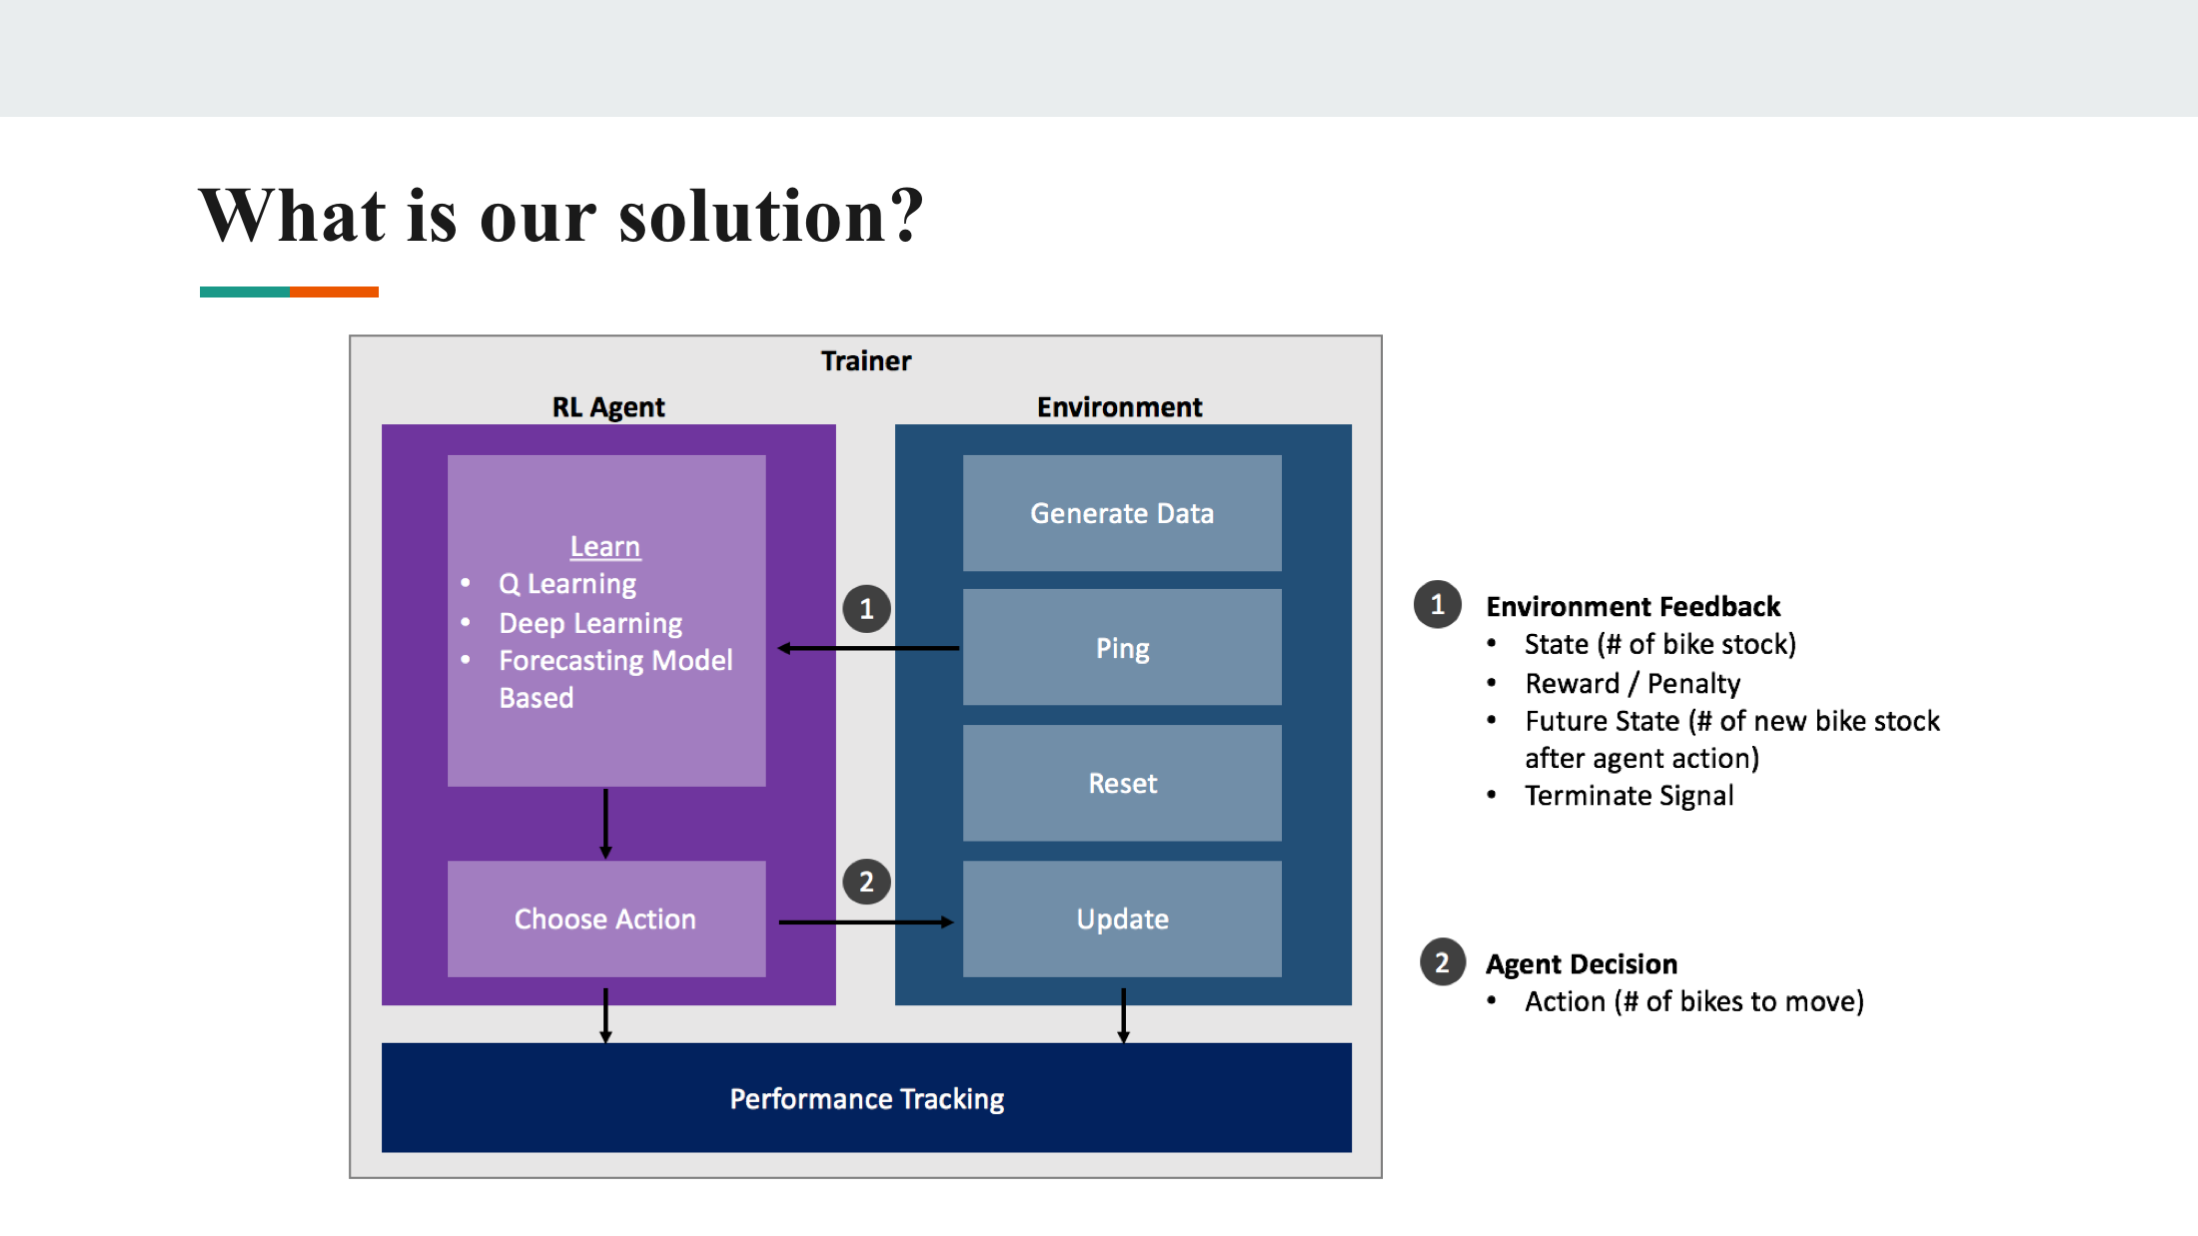 What is our solution?
Trainer
RL Agent
Environment
Learn
• Q Learning
• Deep Learning
• Forecasting Model
Based
Choose Action
Generate Data
Ping
Reset
Update
1
2
Performance Tracking
1 Environment Feedback
• State (# of bike stock)
• Reward / Penalty
• Future State (# of new bike stock
after agent action)
• Terminate Signal
2 Agent Decision
• Action (# of bikes to move)